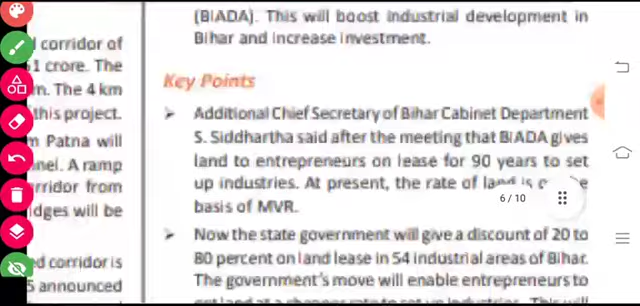 d corridor of
51 crore. The
m. The 4 km
this project.
m Patna will
nel. A ramp
rridor from
idges will be
ed corridor is
5 announced
(BIADA). This will boost industrial development in
Bihar and increase investment.
Key Points
➤ Additional Chief Secretary of Bihar Cabinet Department
S. Siddhartha said after the meeting that BIADA gives
land to entrepreneurs on lease for 90 years to set
up industries. At present, the rate of land is o e
basis of MVR.
➤ Now the state government will give a discount of 20 to
80 percent on land lease in 54 industrial areas of Bihar.
The government's move will enable entrepreneurs to
6/10